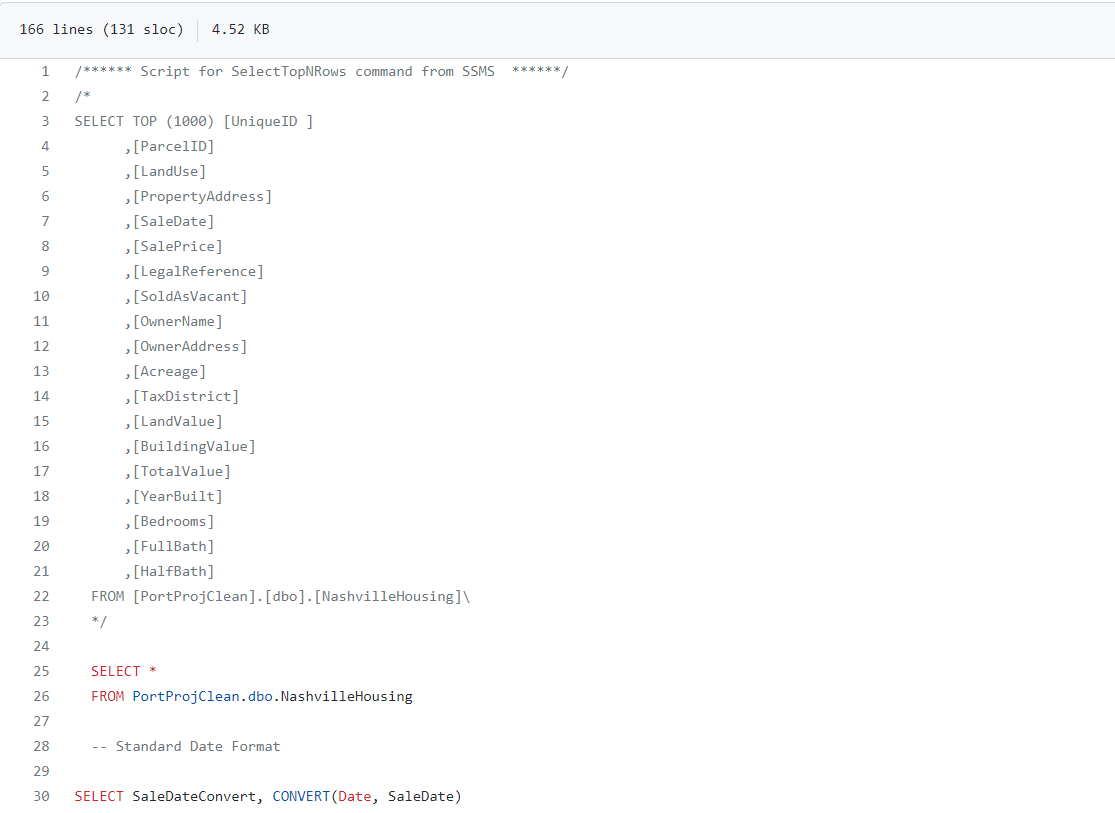 166 lines (131 sloc) 4.52 KB
1 /****** Script for SelectTopNRows command from SSMS  ******/
2 /*
3 SELECT TOP (1000) [UniqueID ]
4       ,[ParcelID]
5       ,[LandUse]
6       ,[PropertyAddress]
7       ,[SaleDate]
8       ,[SalePrice]
9       ,[LegalReference]
10       ,[SoldAsVacant]
11       ,[OwnerName]
12       ,[OwnerAddress]
13       ,[Acreage]
14       ,[TaxDistrict]
15       ,[LandValue]
16       ,[BuildingValue]
17       ,[TotalValue]
18       ,[YearBuilt]
19       ,[Bedrooms]
20       ,[FullBath]
21       ,[HalfBath]
22   FROM [PortProjClean].[dbo].[NashvilleHousing]\
23   */
24
25   SELECT *
26   FROM PortProjClean.dbo.NashvilleHousing
27
28   -- Standard Date Format
29
30 SELECT SaleDateConvert, CONVERT(Date, SaleDate)